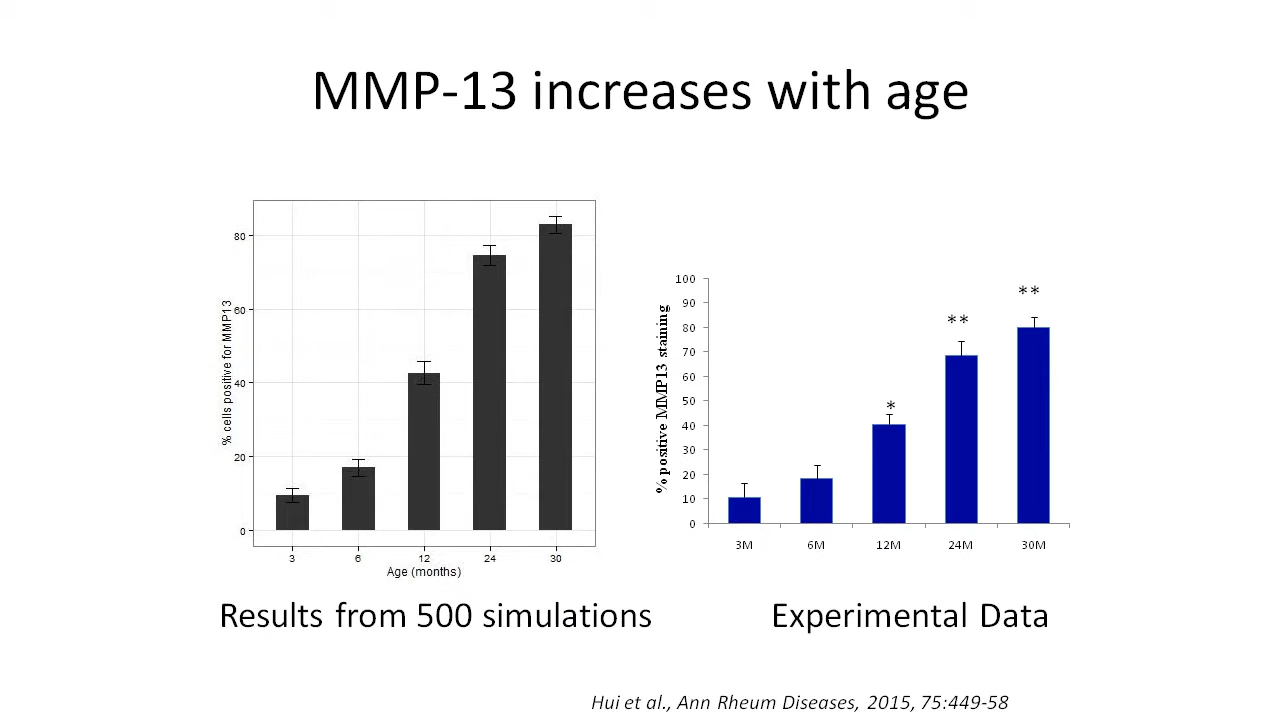 MMP-13 increases with age
% cells positive for MMP13
80
60
40
20
0
3 6 12 24 30
Age (months)
Results from 500 simulations
% positive MMP13 staining
100
90
80
70
60
50
40
30
20
10
0
* ** **
3M 6M 12M 24M 30M
Experimental Data
Hui et al., Ann Rheum Diseases, 2015, 75:449-58